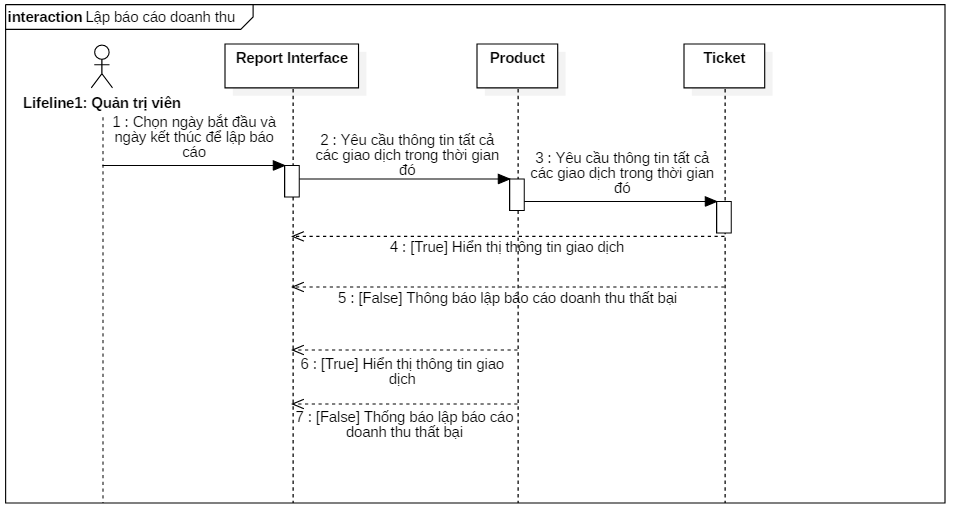 interaction Lập báo cáo doanh thu
Report Interface
Product
Ticket
Lifeline1: Quản trị viên
1 : Chọn ngày bắt đầu và
ngày kết thúc để lập báo
cáo
2 : Yêu cầu thông tin tất cả
các giao dịch trong thời gian
đó
3 : Yêu cầu thông tin tất cả
các giao dịch trong thời gian
đó
4 : [True] Hiển thị thông tin giao dịch
5 : [False] Thông báo lập báo cáo doanh thu thất bại
6 : [True] Hiển thị thông tin giao
dịch
7 : [False] Thống báo lập báo cáo
doanh thu thất bại